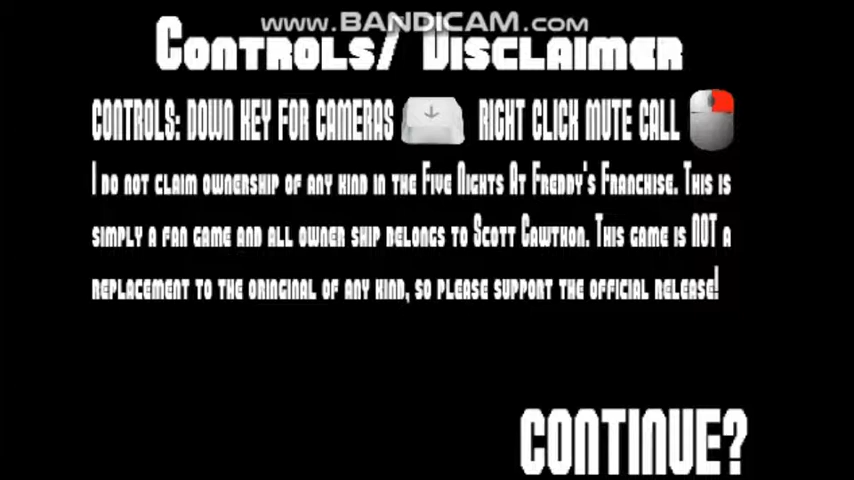 www.BANDICAM.com
Controls/ Disclaimer
CONTROLS: DOWN KEY FOR CAMERAS RIGHT CLICK MUTE CALL
I do not claim ownership of any kind in the Five Nights At Freddy's Franchise. This is
simply a fan game and all owner ship belongs to Scott Cawthon. This game is NOT a
replacement to the oringinal of any kind, so please support the official release!
CONTINUE?